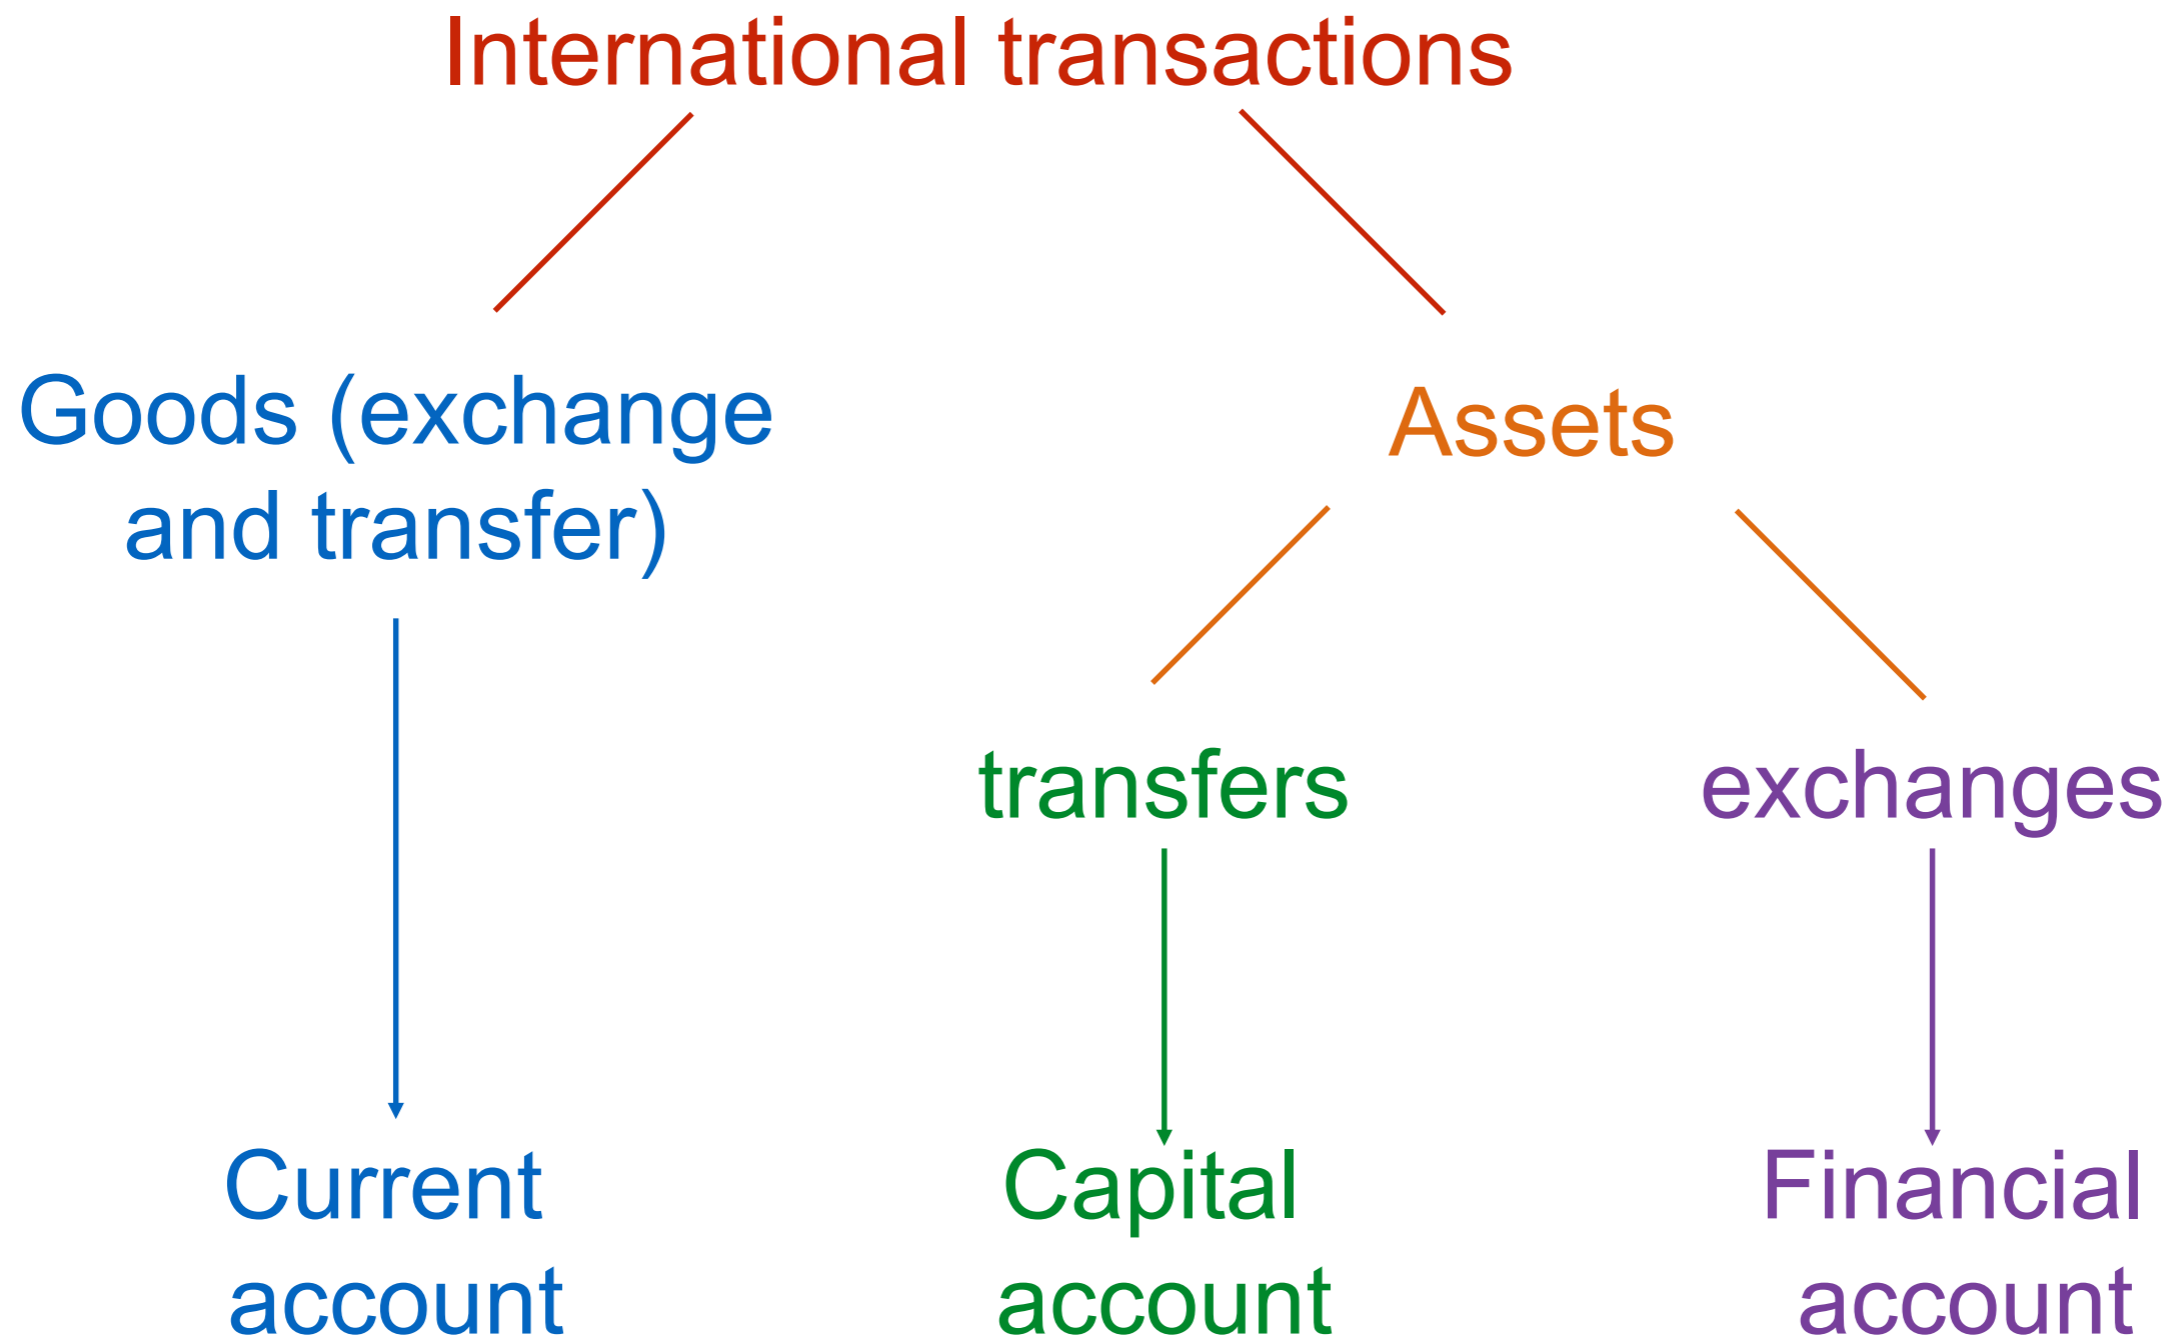 International transactions
Goods (exchange
and transfer)
Assets
transfers
exchanges
Current
account
Capital
account
Financial
account